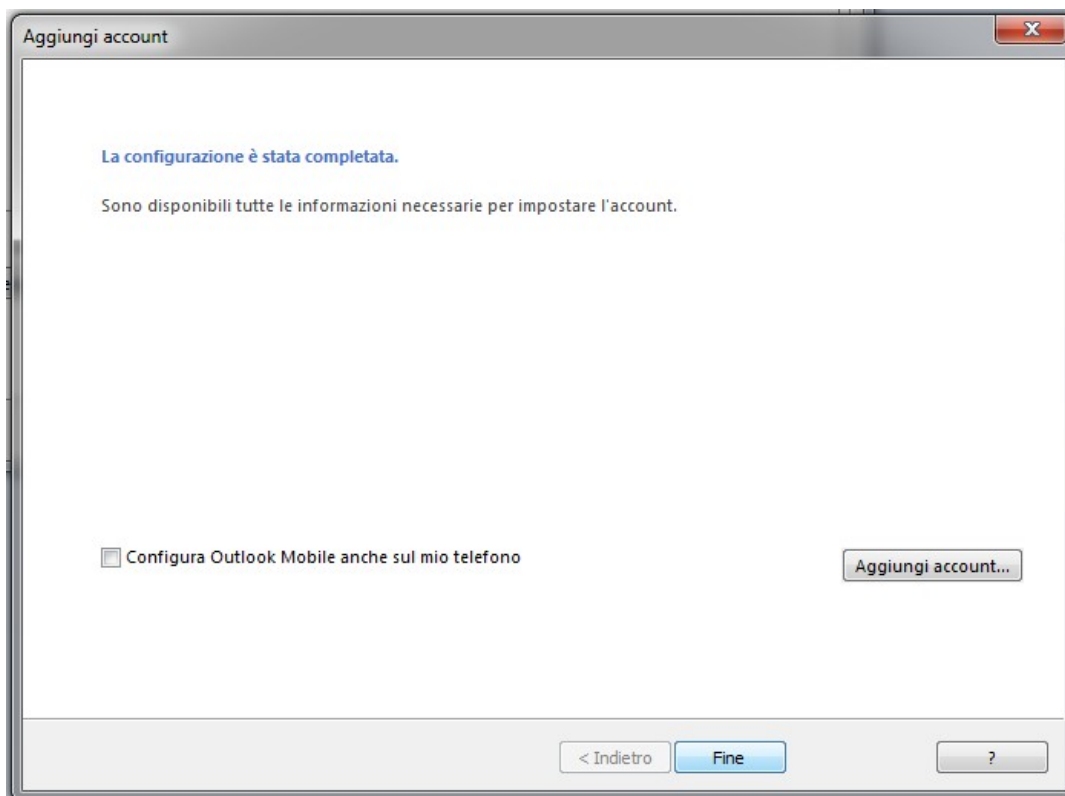 Aggiungi account
La configurazione è stata completata.
Sono disponibili tutte le informazioni necessarie per impostare l'account.
Configura Outlook Mobile anche sul mio telefono
Aggiungi account...
< Indietro
Fine
?